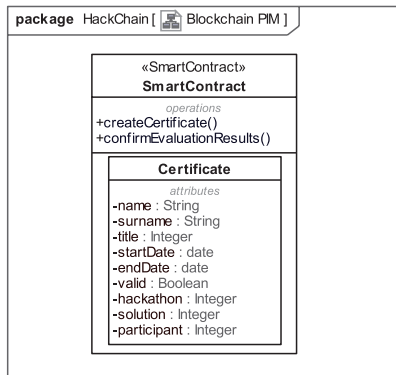 package HackChain [ Blockchain PIM ]
«SmartContract»
SmartContract
operations
+createCertificate()
+confirmEvaluationResults()
Certificate
attributes
-name : String
-surname : String
-title : Integer
-startDate : date
-endDate : date
-valid : Boolean
-hackathon : Integer
-solution : Integer
-participant : Integer